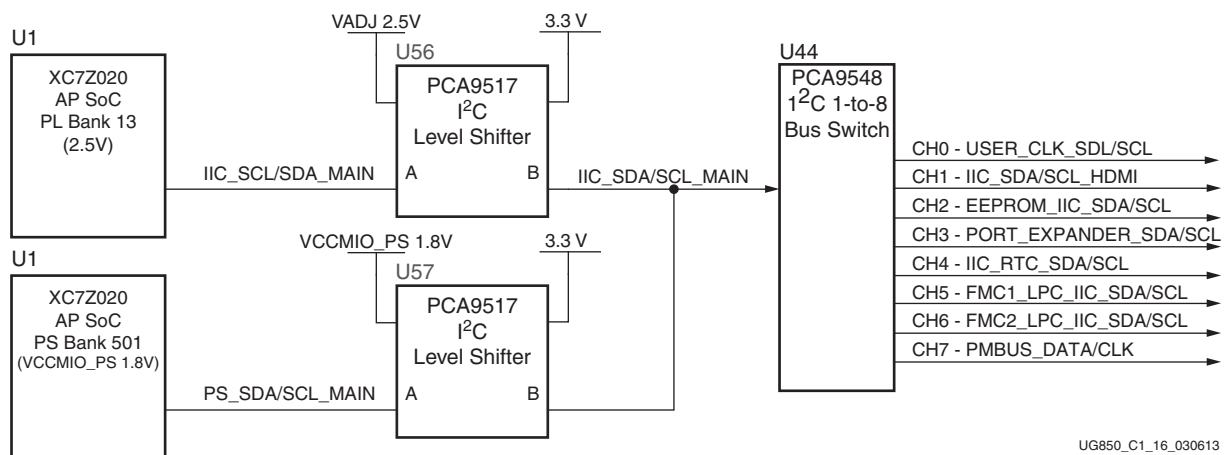 U1
XC7Z020
AP SoC
PL Bank 13
(2.5V)
IIC_SCL/SDA_MAIN
VADJ 2.5V
3.3 V
U56
PCA9517
I2C
Level Shifter
A
B
IIC_SDA/SCL_MAIN
U1
XC7Z020
AP SoC
PS Bank 501
(VCCMIO_PS 1.8V)
PS_SDA/SCL_MAIN
VCCMIO_PS 1.8V
3.3 V
U57
PCA9517
I2C
Level Shifter
A
B
U44
PCA9548
12C 1-to-8
Bus Switch
CH0 - USER_CLK_SDL/SCL
CH1 - IIC_SDA/SCL_HDMI
CH2 - EEPROM_IIC_SDA/SCL
CH3 - PORT_EXPANDER_SDA/SCL
CH4 - IIC_RTC_SDA/SCL
CH5 - FMC1_LPC_IIC_SDA/SCL
CH6 - FMC2_LPC_IIC_SDA/SCL
CH7 - PMBUS_DATA/CLK
UG850_C1_16_030613